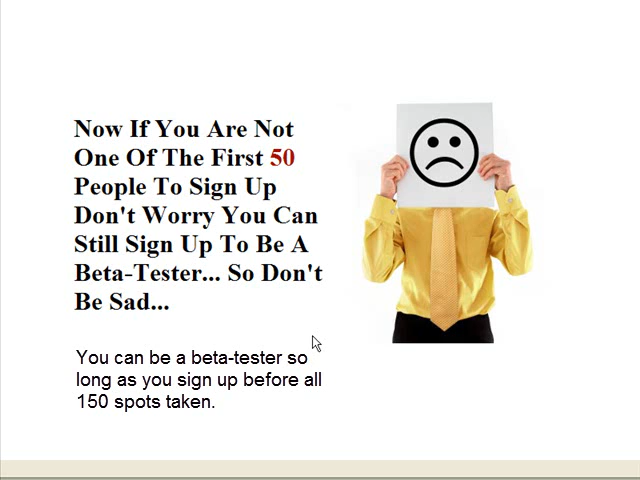 Now If You Are Not
One Of The First 50
People To Sign Up
Don't Worry You Can
Still Sign Up To Be A
Beta-Tester... So Don't
Be Sad...
You can be a beta-tester so
long as you sign up before all
150 spots taken.